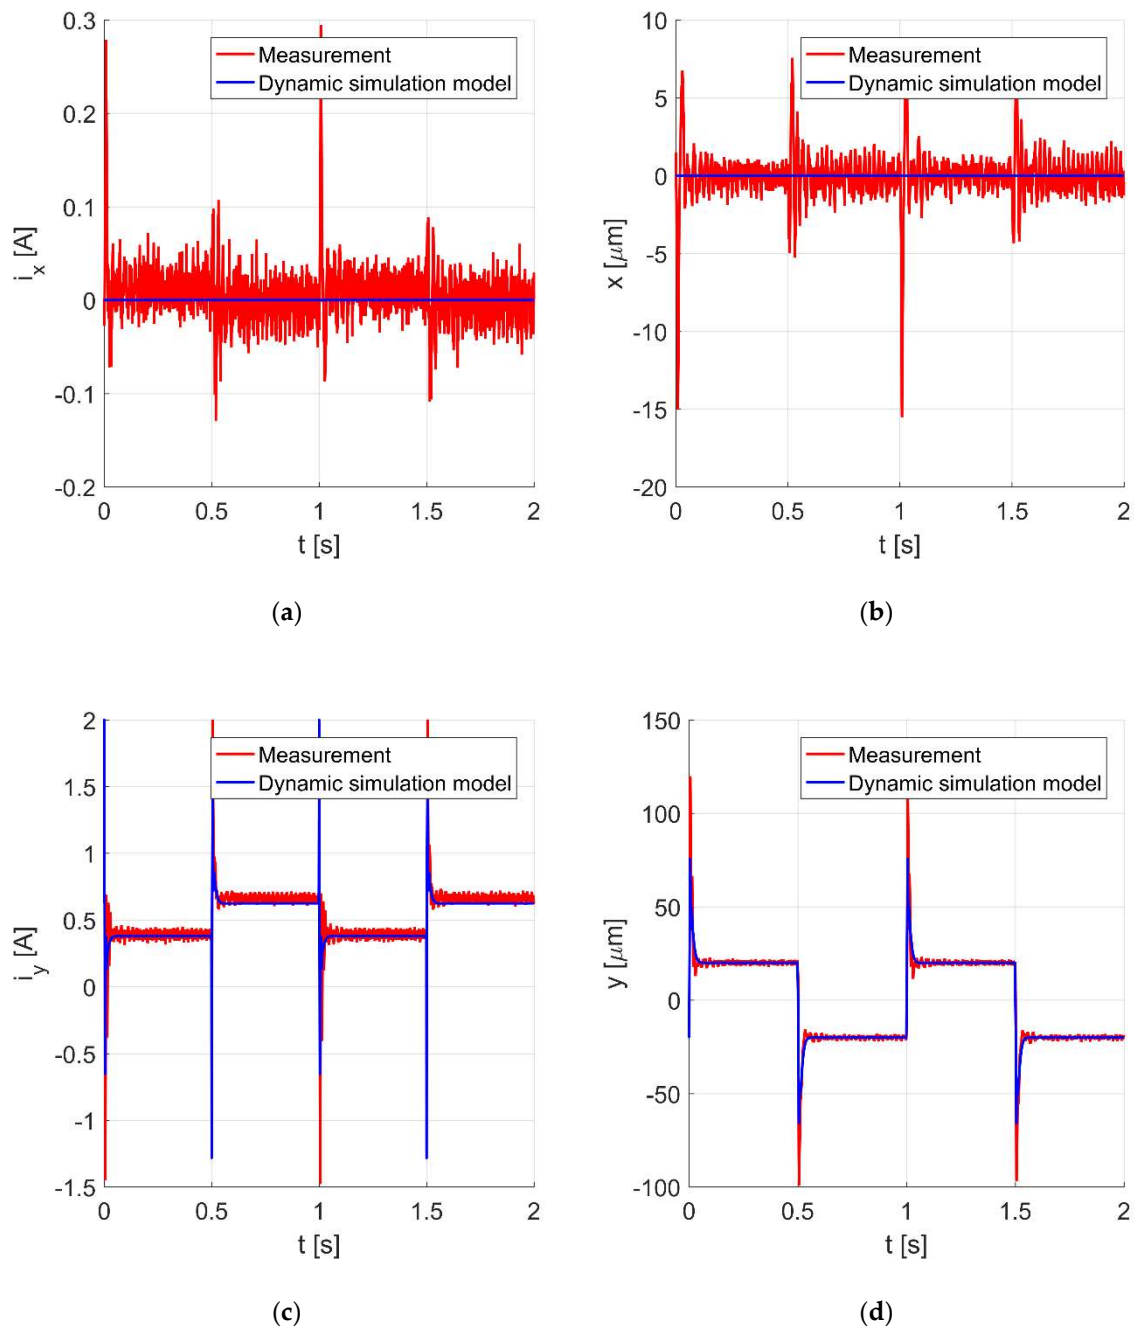 0.3
0.2
0.1
0
-0.1
-0.2
i_x [A]
0 0.5 1 1.5 2
t [s]
Measurement
Dynamic simulation model
(a)
10
5
0
-5
-10
-15
-20
x [μm]
0 0.5 1 1.5 2
t [s]
Measurement
Dynamic simulation model
(b)
2
1.5
1
0.5
0
-0.5
-1
-1.5
i_y [A]
0 0.5 1 1.5 2
t [s]
Measurement
Dynamic simulation model
(c)
150
100
50
0
-50
-100
y [μm]
0 0.5 1 1.5 2
t [s]
Measurement
Dynamic simulation model
(d)